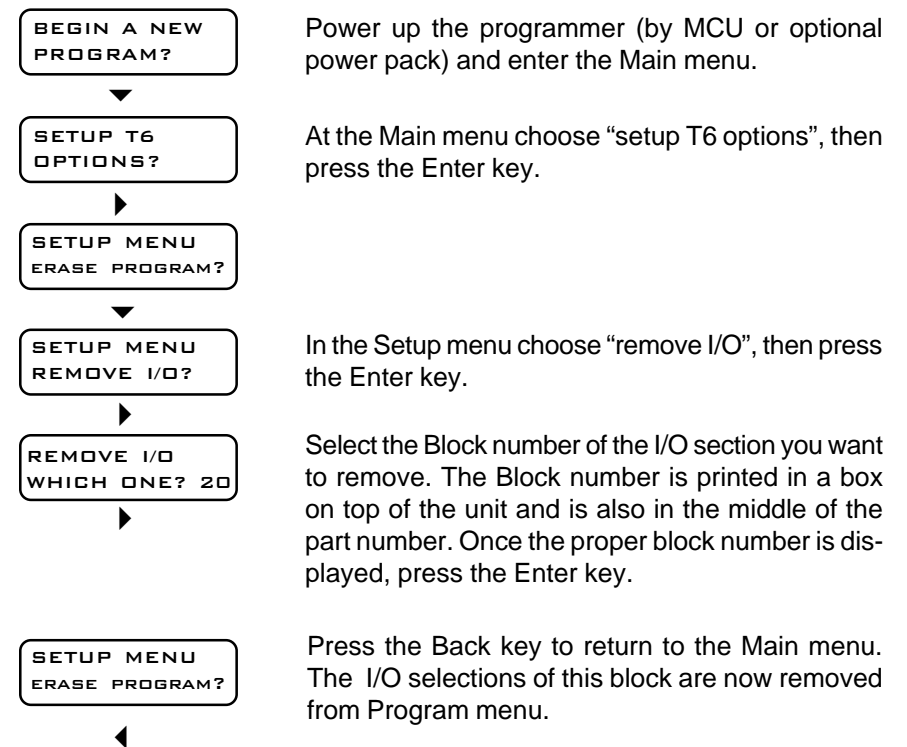 BEGIN A NEW
PROGRAM?
Power up the programmer (by MCU or optional
power pack) and enter the Main menu.
SETUP T6
OPTIONS?
At the Main menu choose “setup T6 options”, then
press the Enter key.
SETUP MENU
ERASE PROGRAM?
SETUP MENU
REMOVE I/O?
In the Setup menu choose “remove I/O”, then press
the Enter key.
REMOVE I/O
WHICH ONE? 20
Select the Block number of the I/O section you want
to remove. The Block number is printed in a box
on top of the unit and is also in the middle of the
part number. Once the proper block number is dis-
played, press the Enter key.
SETUP MENU
ERASE PROGRAM?
Press the Back key to return to the Main menu.
The I/O selections of this block are now removed
from Program menu.